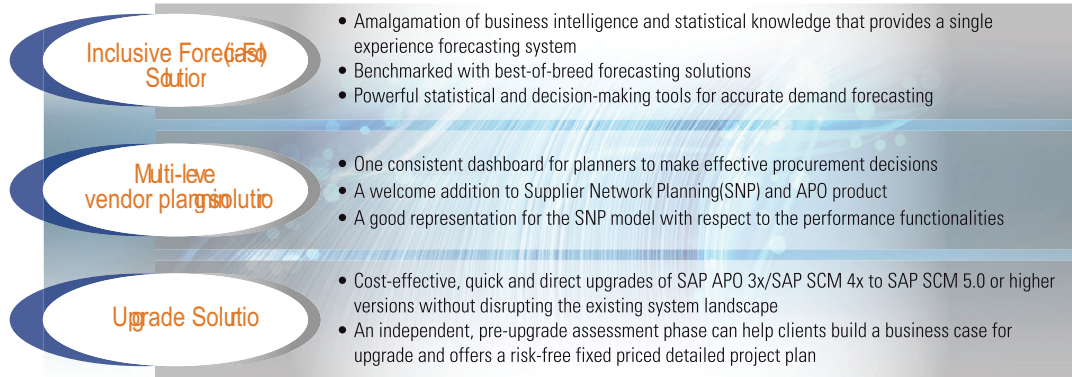 Inclusive Forecast (i-Fso)
Solution
• Amalgamation of business intelligence and statistical knowledge that provides a single
experience forecasting system
• Benchmarked with best-of-breed forecasting solutions
• Powerful statistical and decision-making tools for accurate demand forecasting
Multi-leve
vendor planning solutio
• One consistent dashboard for planners to make effective procurement decisions
• A welcome addition to Supplier Network Planning(SNP) and APO product
• A good representation for the SNP model with respect to the performance functionalities
Upgrade Solutio
• Cost-effective, quick and direct upgrades of SAP APO 3x/SAP SCM 4x to SAP SCM 5.0 or higher
versions without disrupting the existing system landscape
• An independent, pre-upgrade assessment phase can help clients build a business case for
upgrade and offers a risk-free fixed priced detailed project plan